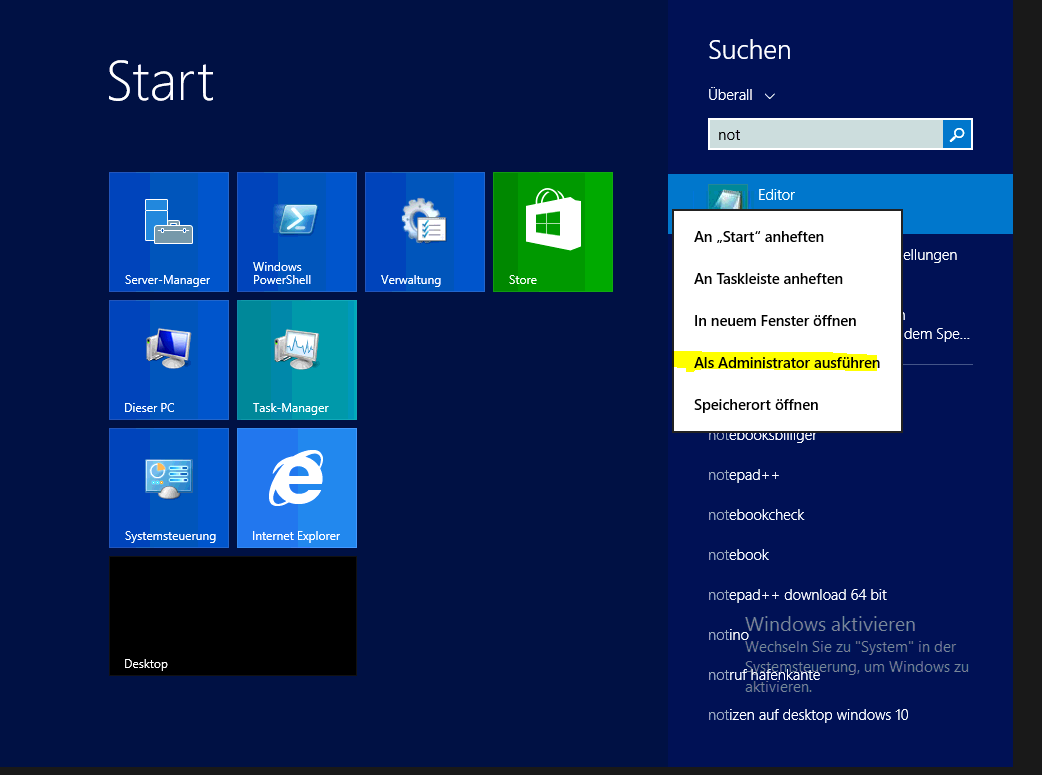 Start
Server-Manager
Windows
PowerShell
Verwaltung
Store
Dieser PC
Task-Manager
Systemsteuerung
Internet Explorer
Desktop
Suchen
Überall
not
Editor
An „Start“ anheften
ellungen
An Taskleiste anheften
In neuem Fenster öffnen
dem Spe...
Als Administrator ausführen
Speicherort öffnen
notebooksbilliger
notepad++
notebookcheck
notebook
notepad++ download 64 bit
notino
notruf hafenkante
notizen auf desktop windows 10
Windows aktivieren
Wechseln Sie zu "System" in der
Systemsteuerung, um Windows zu
aktivieren.